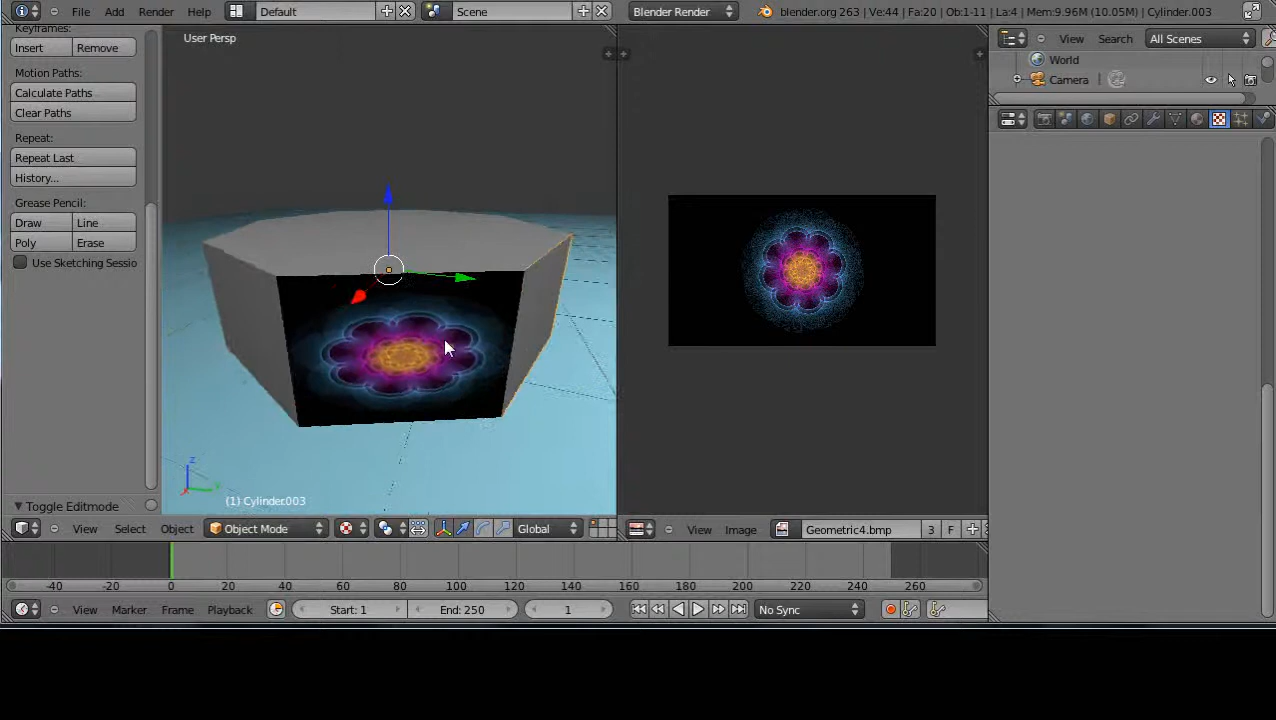 File Add Render Help Default Scene Blender Render blender.org 263 | Ve:44 | Fa:20 | Ob:1-11 | La:4 | Mem:9.96M (10.05M) | Cylinder.003
Keyframes:
Insert Remove
Motion Paths:
Calculate Paths
Clear Paths
Repeat:
Repeat Last
History...
Grease Pencil:
Draw Line
Poly Erase
Use Sketching Sessio
Toggle Editmode
User Persp
z
y
x
(1) Cylinder.003
View Select Object Object Mode Global
View Image Geometric4.bmp 3 F
View Search All Scenes
World
Camera
-40 -20 0 20 40 60 80 100 120 140 160 180 200 220 240 260
View Marker Frame Playback Start: 1 End: 250 1 No Sync